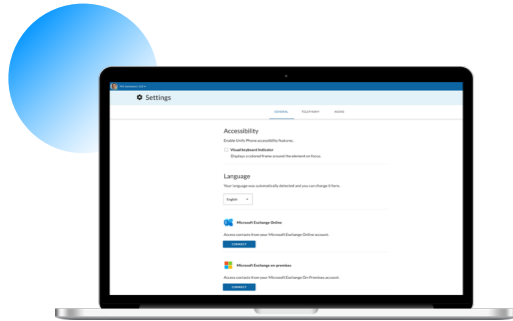 Settings
GENERAL TELEPHONY AUDIO
Accessibility
Enable Unify Phone accessibility features.
Visual keyboard indicator
Displays a colored frame around the element on focus.
Language
Your language was automatically detected and you can change it here.
English
Microsoft Exchange Online
Access contacts from your Microsoft Exchange Online account.
CONNECT
Microsoft Exchange on-premises
Access contacts from your Microsoft Exchange On-Premises account.
CONNECT